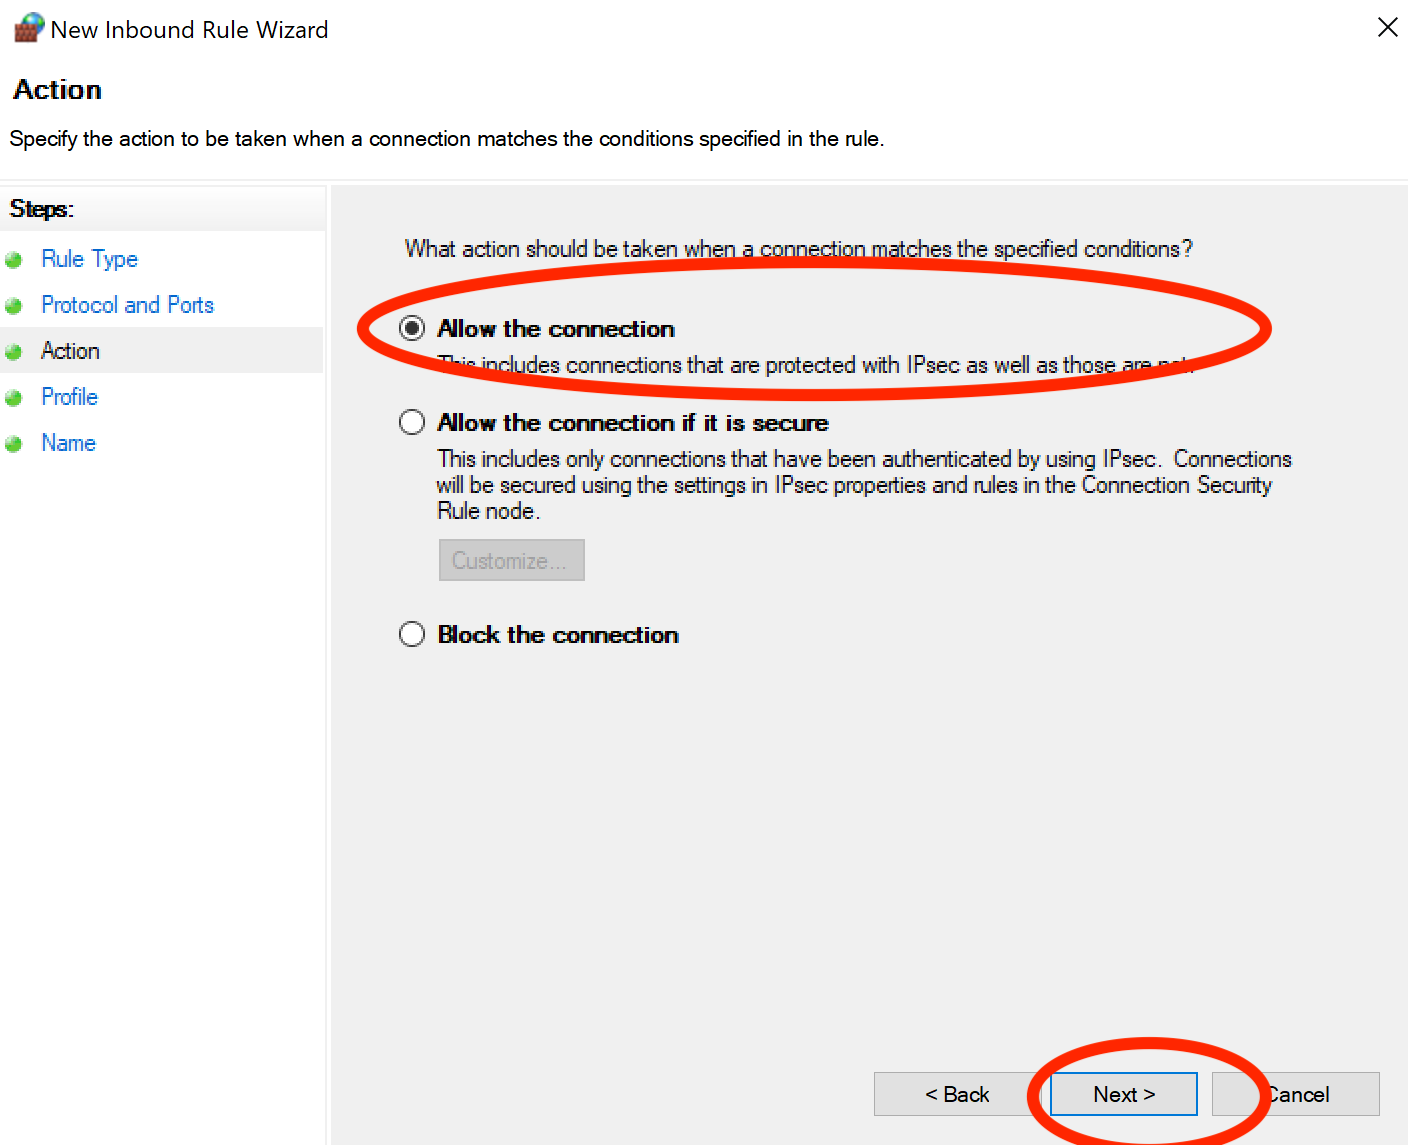 New Inbound Rule Wizard
Action
Specify the action to be taken when a connection matches the conditions specified in the rule.
Steps:
Rule Type
Protocol and Ports
Action
Profile
Name
What action should be taken when a connection matches the specified conditions?
Allow the connection
This includes connections that are protected with IPsec as well as those are not.
Allow the connection if it is secure
This includes only connections that have been authenticated by using IPsec. Connections
will be secured using the settings in IPsec properties and rules in the Connection Security
Rule node.
Customize...
Block the connection
< Back
Next >
Cancel